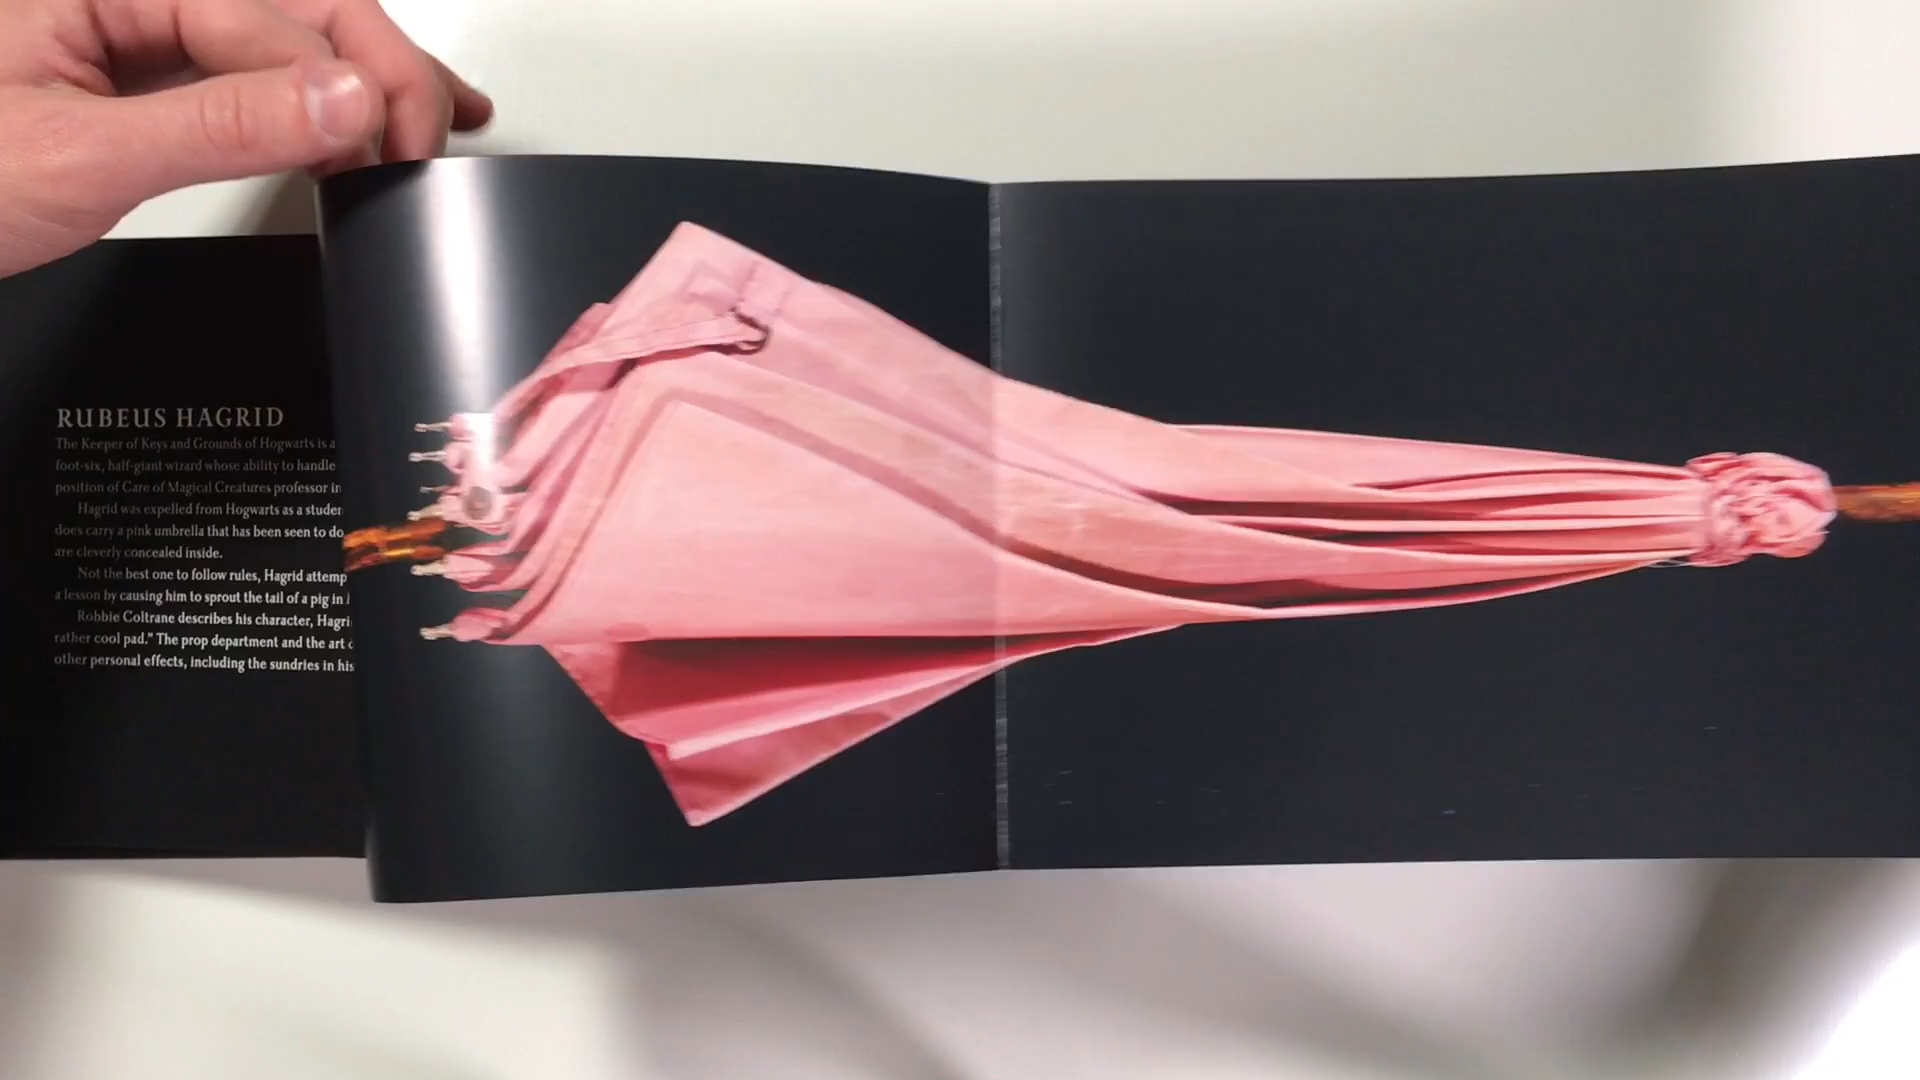 RUBEUS HAGRID
The Keeper of Keys and Grounds of Hogwarts is a
foot-six, half-giant wizard whose ability to handle
position of Care of Magical Creatures professor in
Hagrid was expelled from Hogwarts as a studen
does carry a pink umbrella that has been seen to do
are cleverly concealed inside.
Not the best one to follow rules, Hagrid attemp
a lesson by causing him to sprout the tail of a pig in
Robbie Coltrane describes his character, Hagri
rather cool pad." The prop department and the art
other personal effects, including the sundries in his